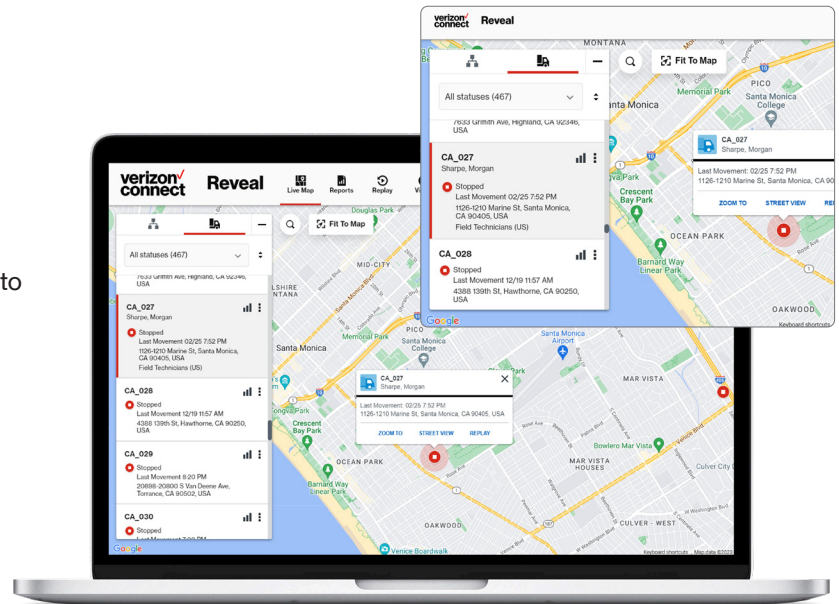 verizon
connect
Reveal
MONTANA
Fit To Map
All statuses (467)
PICO
Memorial Park
Santa Monica
College
7633 Griffith Ave, Highland, CA 92346,
USA
CA_027
Sharpe, Morgan
Stopped
Last Movement 02/25 7:52 PM
1126-1210 Marine St, Santa Monica,
CA 90405, USA
Field Technicians (US)
CA_028
Stopped
Last Movement 12/19 11:57 AM
4388 139th St, Hawthorne, CA 90250,
USA
Crescent
Bay Park
OCEAN PARK
Barnard Way
Linear Park
CA_027
Sharpe, Morgan
Last Movement: 02/25 7:52 PM
1126-1210 Marine St, Santa Monica, CA 90
ZOOM TO
STREET VIEW
OAKWOOD
Google
Keyboard shortcuts
to
verizon
connect
Reveal
Live Map
Reports
Replay
Douglas Park
Fit To Map
All statuses (467)
MID-CITY
7633 Griffith Ave, Highland, CA 92346,
USA
CA_027
Sharpe, Morgan
Stopped
Last Movement 02/25 7:52 PM
1126-1210 Marine St, Santa Monica,
CA 90405, USA
Field Technicians (US)
CA_028
Stopped
Last Movement 12/19 11:57 AM
4388 139th St, Hawthorne, CA 90250,
USA
CA_029
Stopped
Last Movement 8:20 PM
20898-20800 S Van Deene Ave,
Torrance, CA 90502, USA
CA_030
Stopped
PICO
Memorial Park
Santa Monica
Santa Monica
College
Santa Monica
Airport
CA_027
Sharpe, Morgan
Last Movement: 02/25 7:52 PM
1126-1210 Marine St, Santa Monica, CA 90405, USA
ZOOM TO
STREET VIEW
REPLAY
Crescent
Bay Park
OCEAN PARK
Barnard Way
Linear Park
MAR VISTA
Bowlero Mar Vista
MAR VISTA
HOUSES
Culver City
OAKWOOD
CULVER - WEST
Venice Boardwalk
Google
Keyboard shortcuts
Map data ©2023